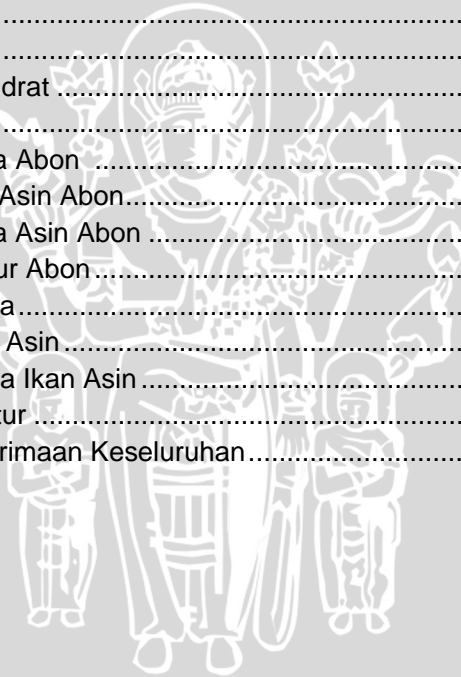 ..........................................................
..........................................................
drat ..................................................
..........................................................
a Abon ..............................................
Asin Abon.........................................
a Asin Abon ......................................
ur Abon..............................................
a........................................................
Asin..................................................
a Ikan Asin ........................................
tur .....................................................
rimaan Keseluruhan...........................